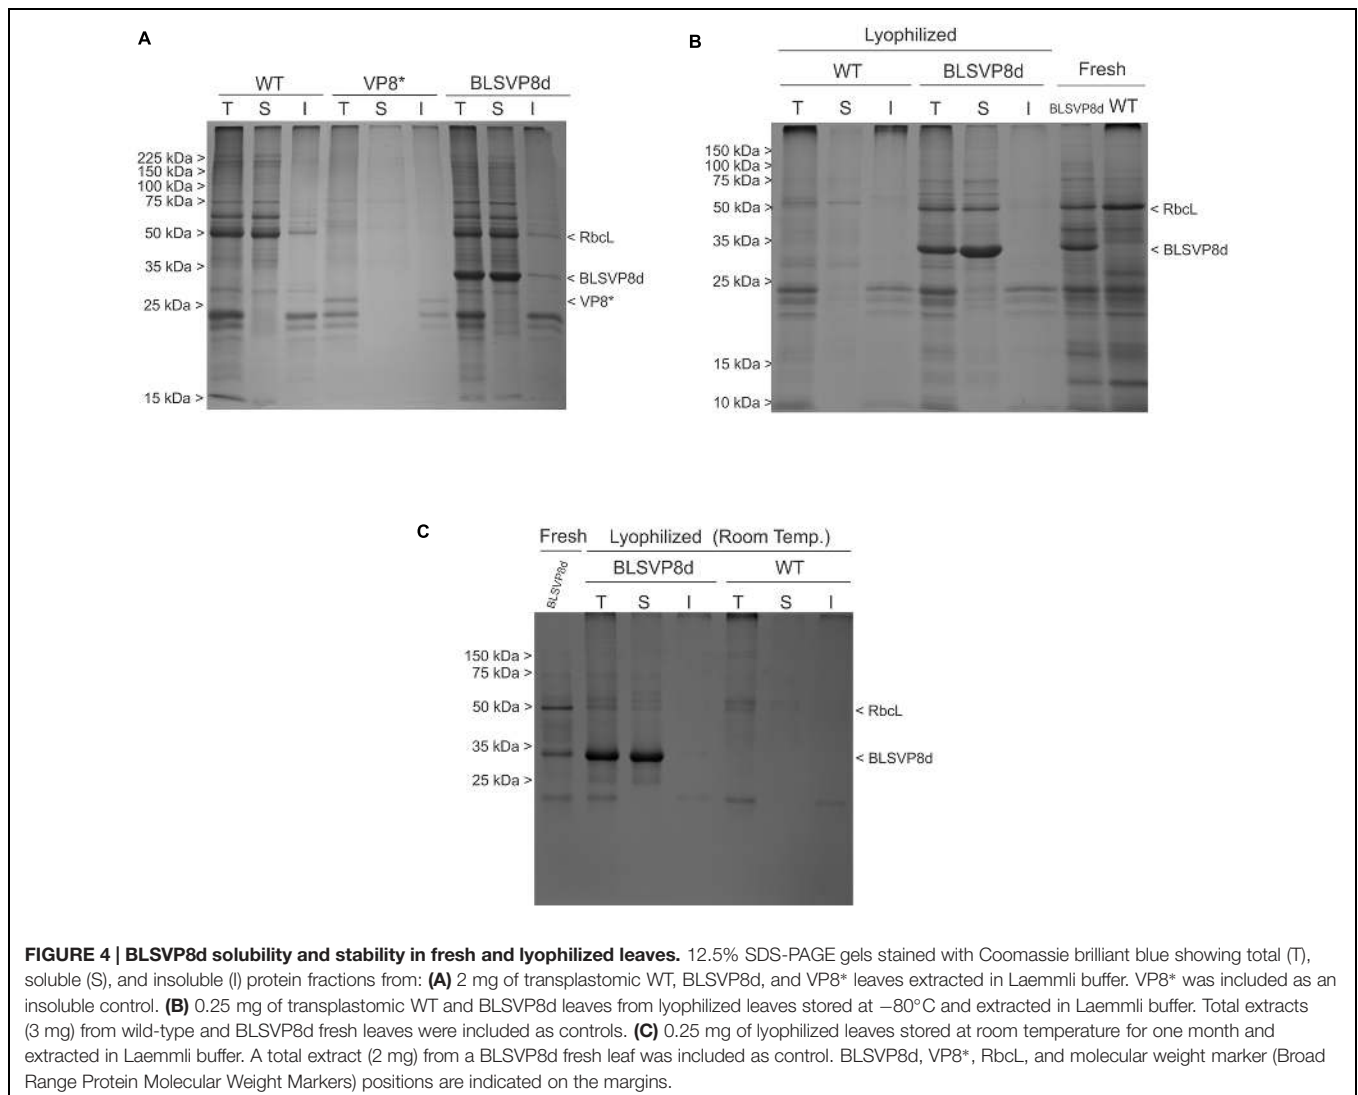 A
WT VP8* BLSVP8d
T S I T S I T S I
225 kDa >
150 kDa >
100 kDa >
75 kDa >
50 kDa >
35 kDa >
25 kDa >
15 kDa >
< RbcL
< BLSVP8d
< VP8*
B
Lyophilized
WT BLSVP8d Fresh
T S I T S I BLSVP8d WT
150 kDa >
100 kDa >
75 kDa >
50 kDa >
35 kDa >
25 kDa >
15 kDa >
10 kDa >
< RbcL
< BLSVP8d
C
Fresh Lyophilized (Room Temp.)
BLSVP8d BLSVP8d WT
T S I T S I
150 kDa >
75 kDa >
50 kDa >
35 kDa >
25 kDa >
< RbcL
< BLSVP8d
FIGURE 4 | BLSVP8d solubility and stability in fresh and lyophilized leaves. 12.5% SDS-PAGE gels stained with Coomassie brilliant blue showing total (T),
soluble (S), and insoluble (I) protein fractions from: (A) 2 mg of transplastomic WT, BLSVP8d, and VP8* leaves extracted in Laemmli buffer. VP8* was included as an
insoluble control. (B) 0.25 mg of transplastomic WT and BLSVP8d leaves from lyophilized leaves stored at −80°C and extracted in Laemmli buffer. Total extracts
(3 mg) from wild-type and BLSVP8d fresh leaves were included as controls. (C) 0.25 mg of lyophilized leaves stored at room temperature for one month and
extracted in Laemmli buffer. A total extract (2 mg) from a BLSVP8d fresh leaf was included as control. BLSVP8d, VP8*, RbcL, and molecular weight marker (Broad
Range Protein Molecular Weight Markers) positions are indicated on the margins.